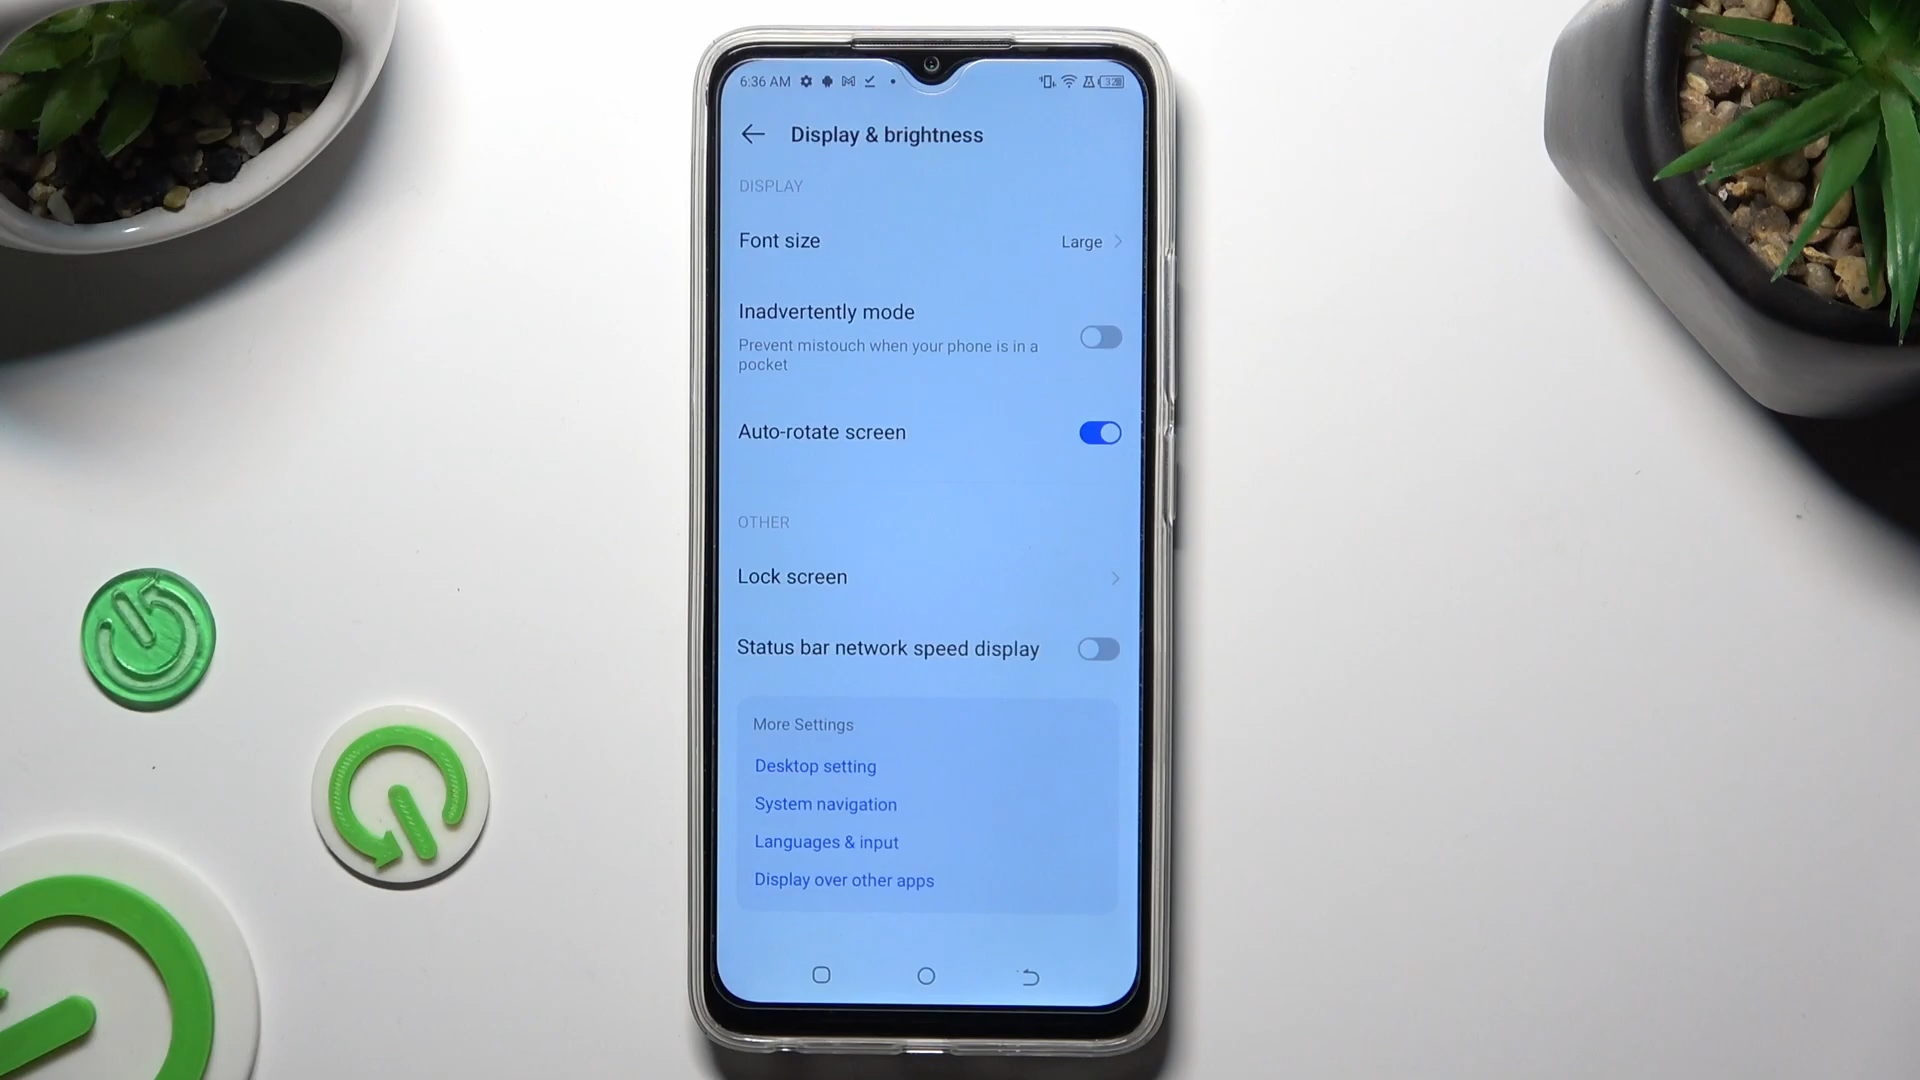 6:36 AM
Display & brightness
DISPLAY
Font size
Large
Inadvertently mode
Prevent mistouch when your phone is in a
pocket
Auto-rotate screen
OTHER
Lock screen
Status bar network speed display
More Settings
Desktop setting
System navigation
Languages & input
Display over other apps